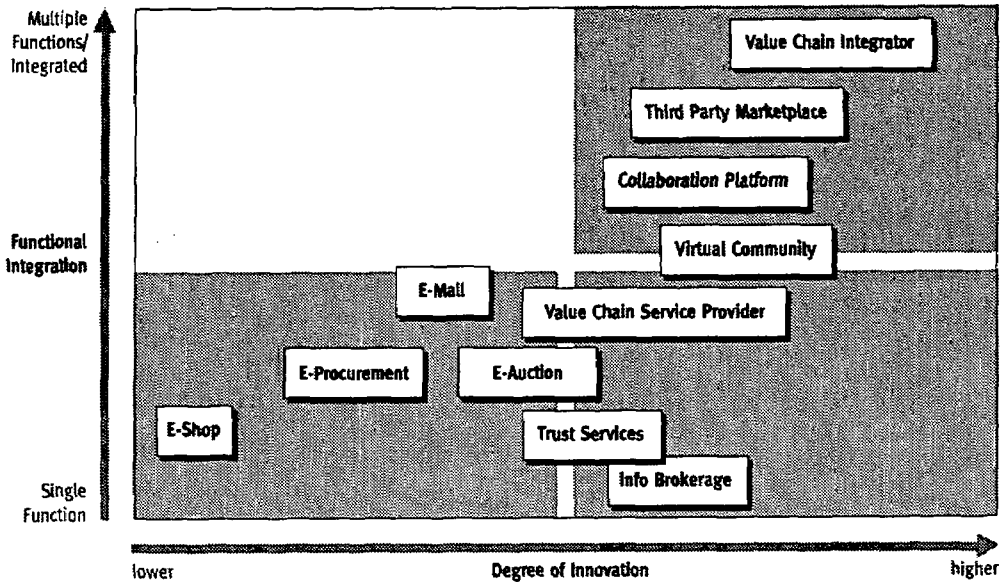 Multiple
Functions/
Integrated
Value Chain Integrator
Third Party Marketplace
Collaboration Platform
Functional
Integration
Virtual Community
E-Mall
Value Chain Service Provider
E-Procurement
E-Auction
E-Shop
Trust Services
Info Brokerage
Single
Function
lower
Degree of Innovation
higher